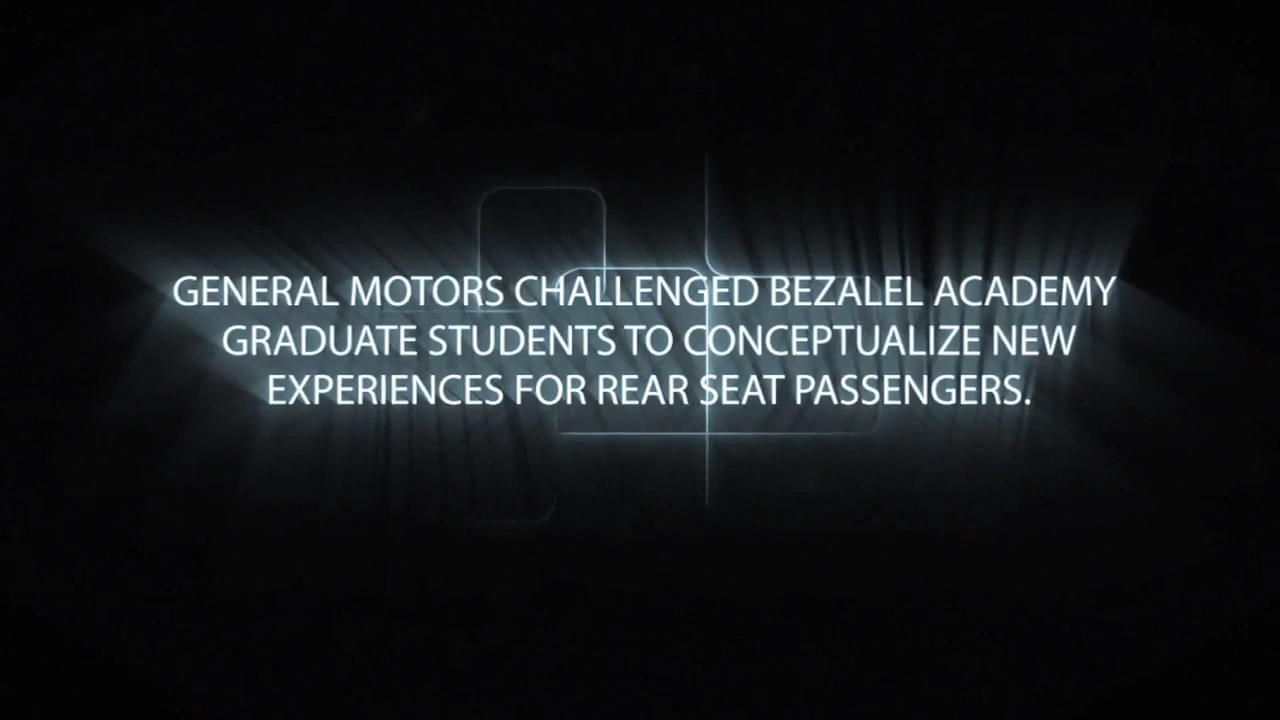 GENERAL MOTORS CHALLENGED BEZALEL ACADEMY
GRADUATE STUDENTS TO CONCEPTUALIZE NEW
EXPERIENCES FOR REAR SEAT PASSENGERS.